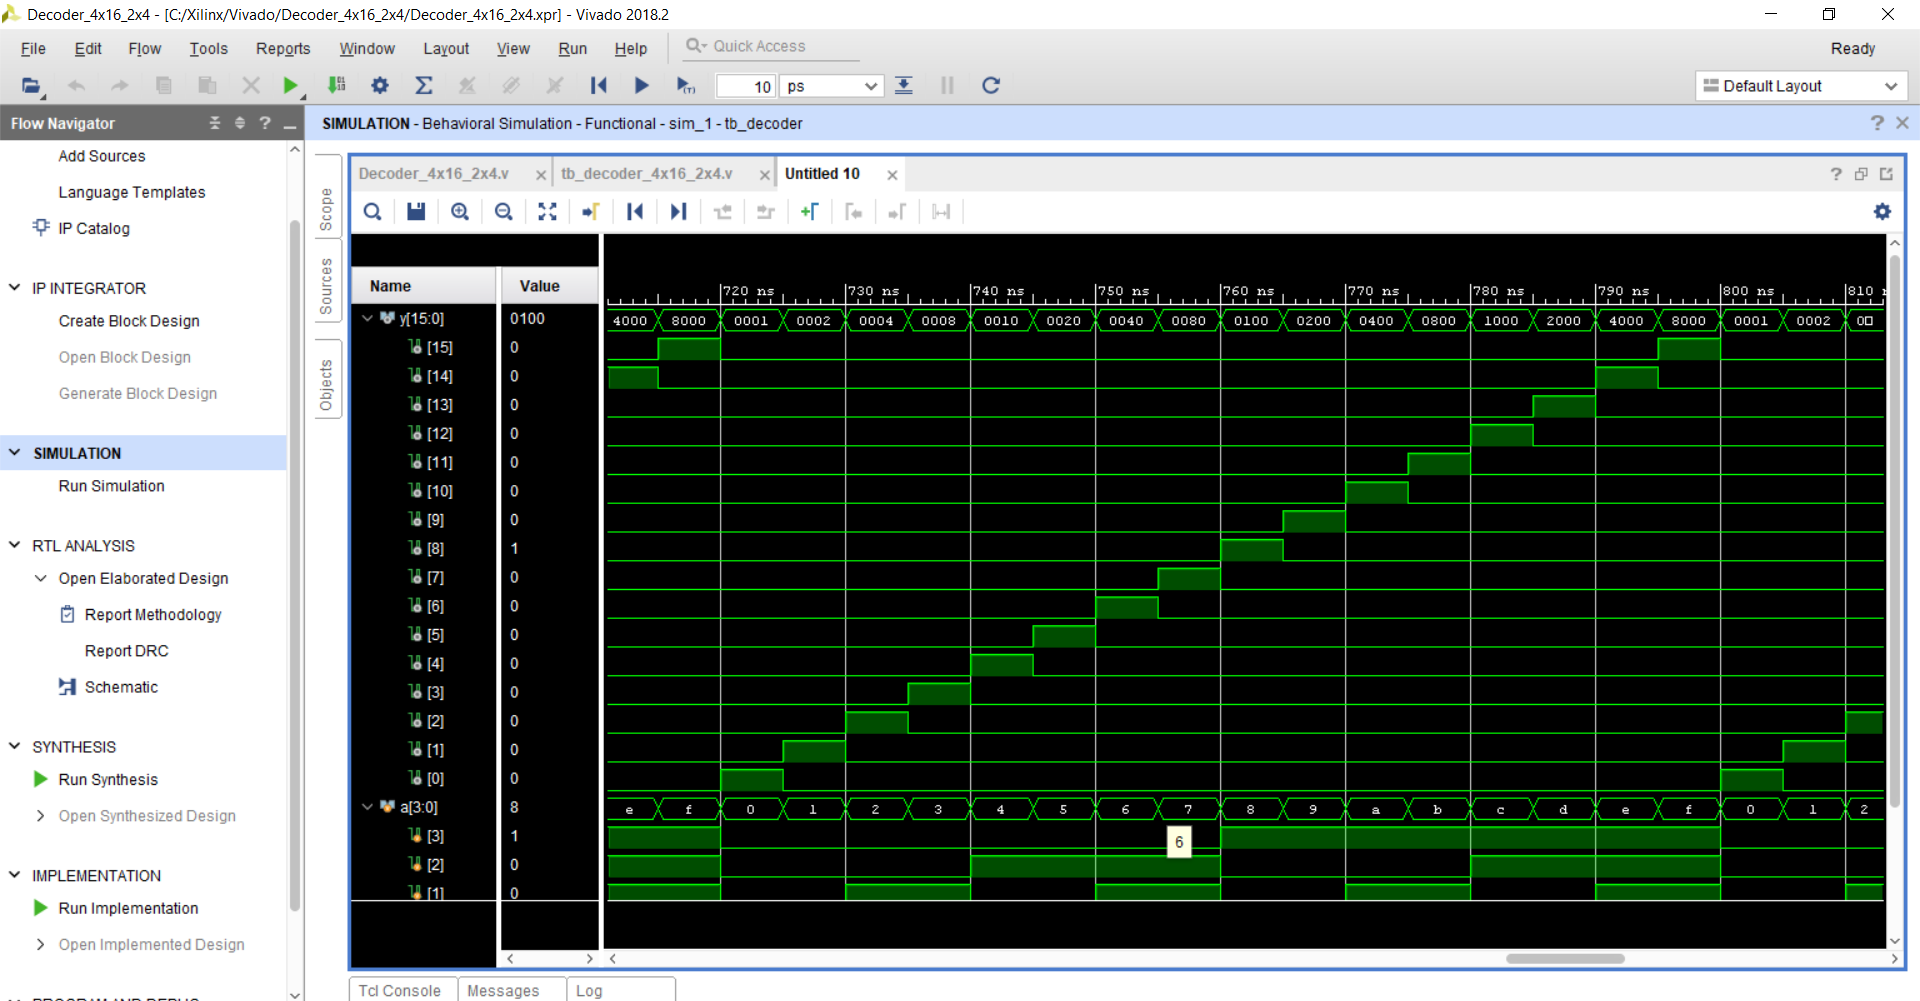 Decoder_4x16_2x4 - [C:/Xilinx/Vivado/Decoder_4x16_2x4/Decoder_4x16_2x4.xpr] - Vivado 2018.2
File Edit Flow Tools Reports Window Layout View Run Help Quick Access Ready
10 ps Default Layout
Flow Navigator ? SIMULATION - Behavioral Simulation - Functional - sim_1 - tb_decoder ?
Add Sources
Language Templates
IP Catalog
IP INTEGRATOR
Create Block Design
Open Block Design
Generate Block Design
SIMULATION
Run Simulation
RTL ANALYSIS
Open Elaborated Design
Report Methodology
Report DRC
Schematic
SYNTHESIS
Run Synthesis
Open Synthesized Design
IMPLEMENTATION
Run Implementation
Open Implemented Design
PROGRAM AND DEBUG
Scope
Sources
Objects
Decoder_4x16_2x4.v tb_decoder_4x16_2x4.v Untitled 10 ?
Name Value
720 ns 730 ns 740 ns 750 ns 760 ns 770 ns 780 ns 790 ns 800 ns 810
y[15:0] 0100 4000 8000 0001 0002 0004 0008 0010 0020 0040 0080 0100 0200 0400 0800 1000 2000 4000 8000 0001 0002 0
[15] 0
[14] 0
[13] 0
[12] 0
[11] 0
[10] 0
[9] 0
[8] 1
[7] 0
[6] 0
[5] 0
[4] 0
[3] 0
[2] 0
[1] 0
[0] 0
a[3:0] 8 e f 0 1 2 3 4 5 6 7 8 9 a b c d e f 0 1 2
[3] 1
6
[2] 0
[1] 0
Tcl Console Messages Log